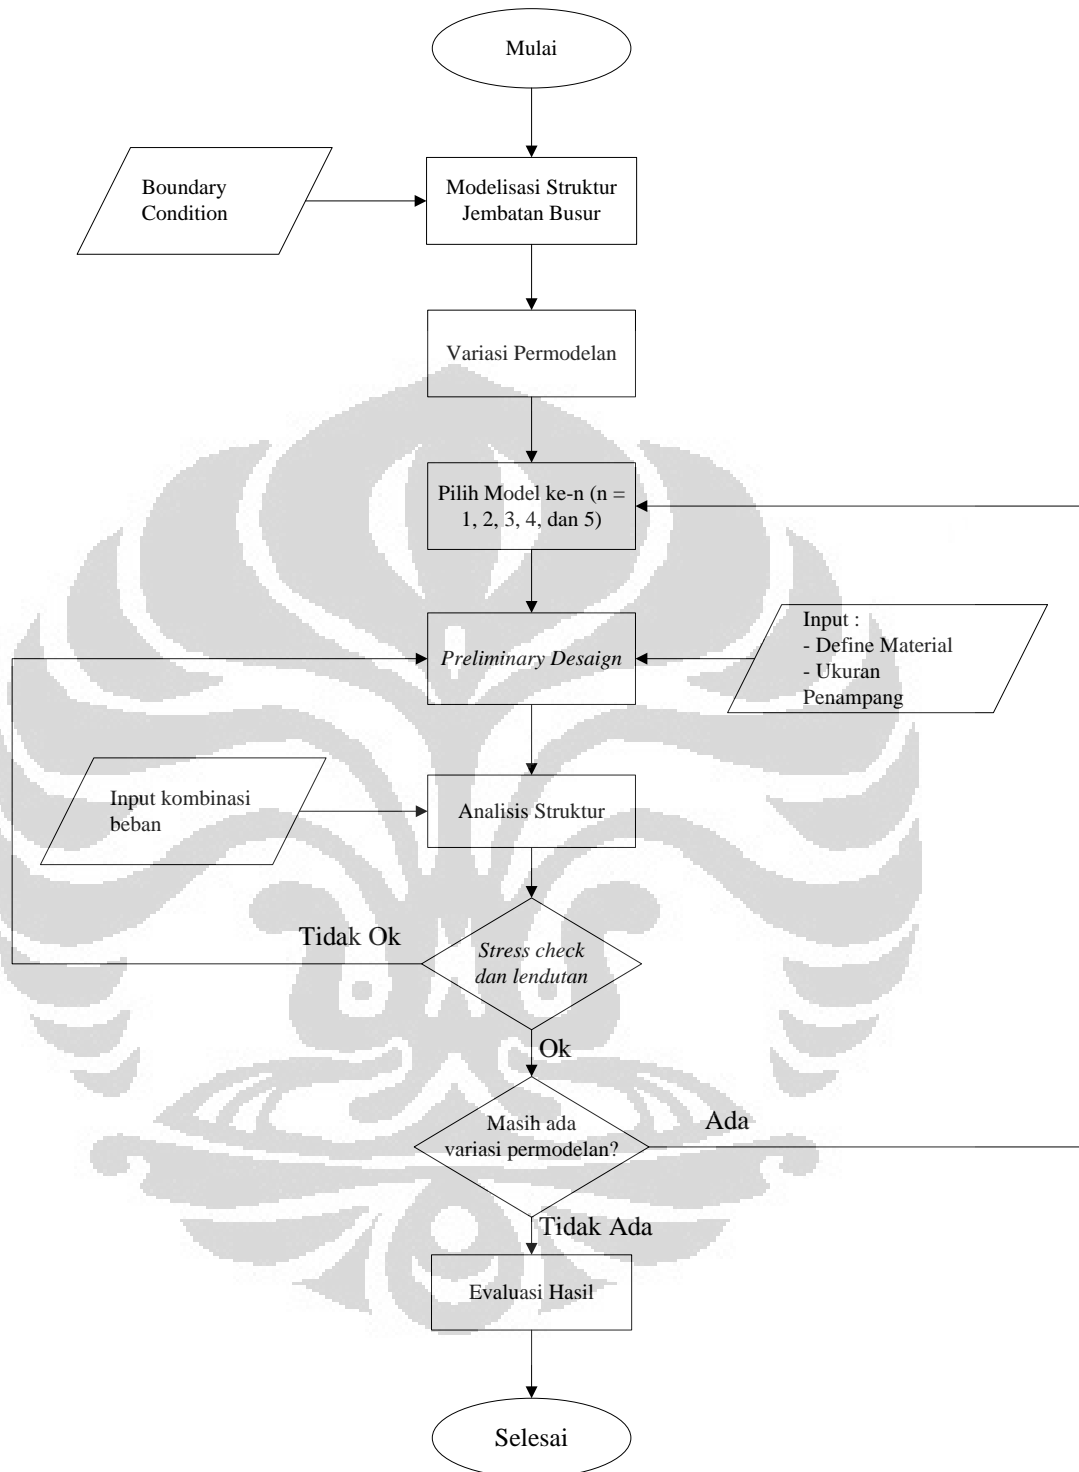 Mulai
Boundary
Condition
Modelisasi Struktur
Jembatan Busur
Variasi Permodelan
Pilih Model ke-n (n =
1, 2, 3, 4, dan 5)
Input :
- Define Material
- Ukuran
Penampang
Preliminary Desaign
Input kombinasi
beban
Analisis Struktur
Tidak Ok
Stress check
dan lendutan
Ok
Masih ada
variasi permodelan?
Ada
Tidak Ada
Evaluasi Hasil
Selesai